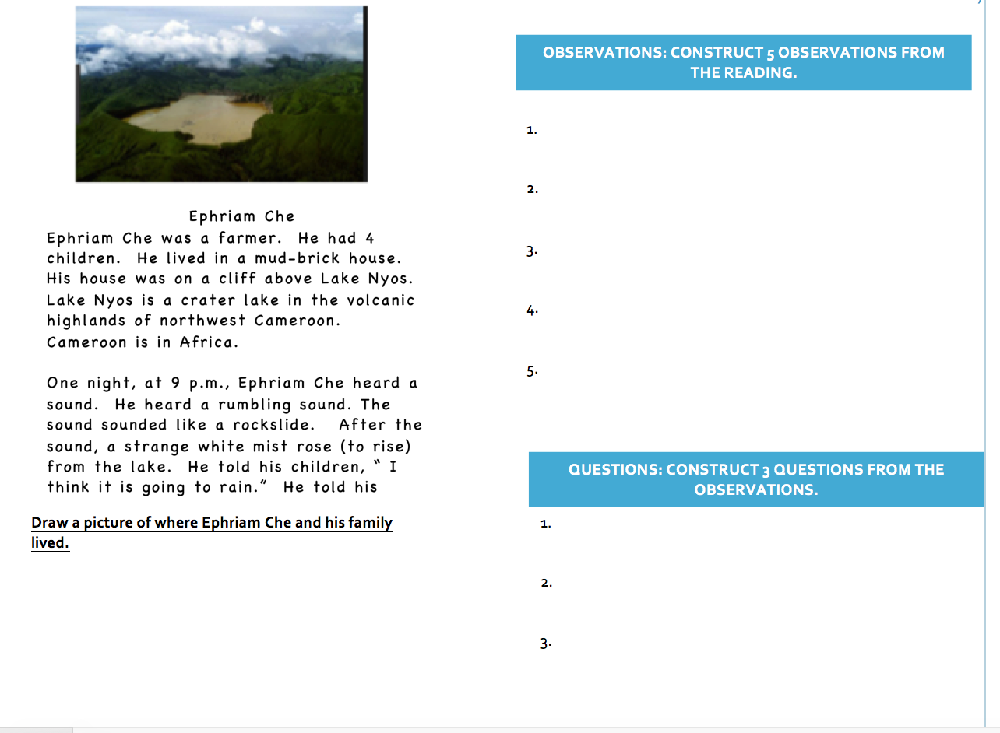 Ephriam Che
Ephriam Che was a farmer. He had 4
children. He lived in a mud-brick house.
His house was on a cliff above Lake Nyos.
Lake Nyos is a crater lake in the volcanic
highlands of northwest Cameroon.
Cameroon is in Africa.
One night, at 9 p.m., Ephriam Che heard a
sound. He heard a rumbling sound. The
sound sounded like a rockslide. After the
sound, a strange white mist rose (to rise)
from the lake. He told his children, “ I
think it is going to rain.” He told his
Draw a picture of where Ephriam Che and his family
lived.
OBSERVATIONS: CONSTRUCT 5 OBSERVATIONS FROM
THE READING.
1.
2.
3.
4.
5.
QUESTIONS: CONSTRUCT 3 QUESTIONS FROM THE
OBSERVATIONS.
1.
2.
3.